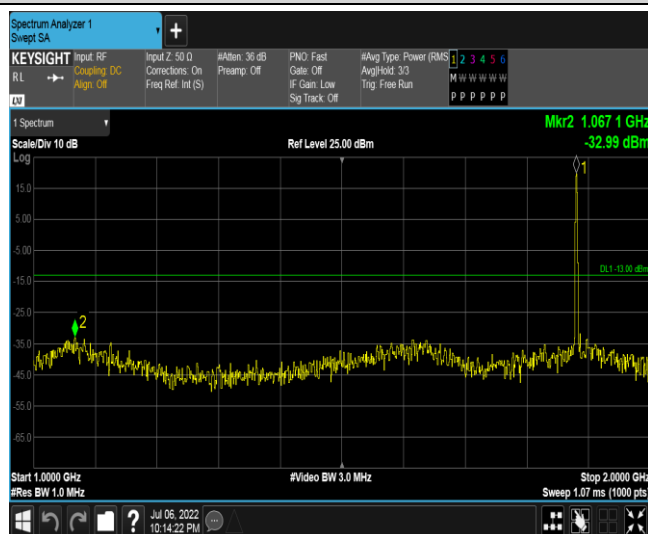 Spectrum Analyzer 1
Swept SA
+
KEYSIGHT Input: RF Input Z: 50 Ω #Atten: 36 dB PNO: Fast #Avg Type: Power (RMS 1 2 3 4 5 6
RL Coupling: DC Corrections: On Preamp: Off Gate: Off Avg|Hold: 3/3 M W W W W W
Align: Off Freq Ref: Int (S) IF Gain: Low Trig: Free Run
LXI Sig Track: Off P P P P P P
1 Spectrum Mkr2 1.067 1 GHz
Scale/Div 10 dB Ref Level 25.00 dBm -32.99 dBm
Log
1
15.0
5.00
-5.00
DL1 -13.00 dBm
-15.0
-25.0
2
-35.0
-45.0
-55.0
-65.0
Start 1.0000 GHz #Video BW 3.0 MHz Stop 2.0000 GHz
#Res BW 1.0 MHz Sweep 1.07 ms (1000 pts)
? Jul 06, 2022
10:14:22 PM